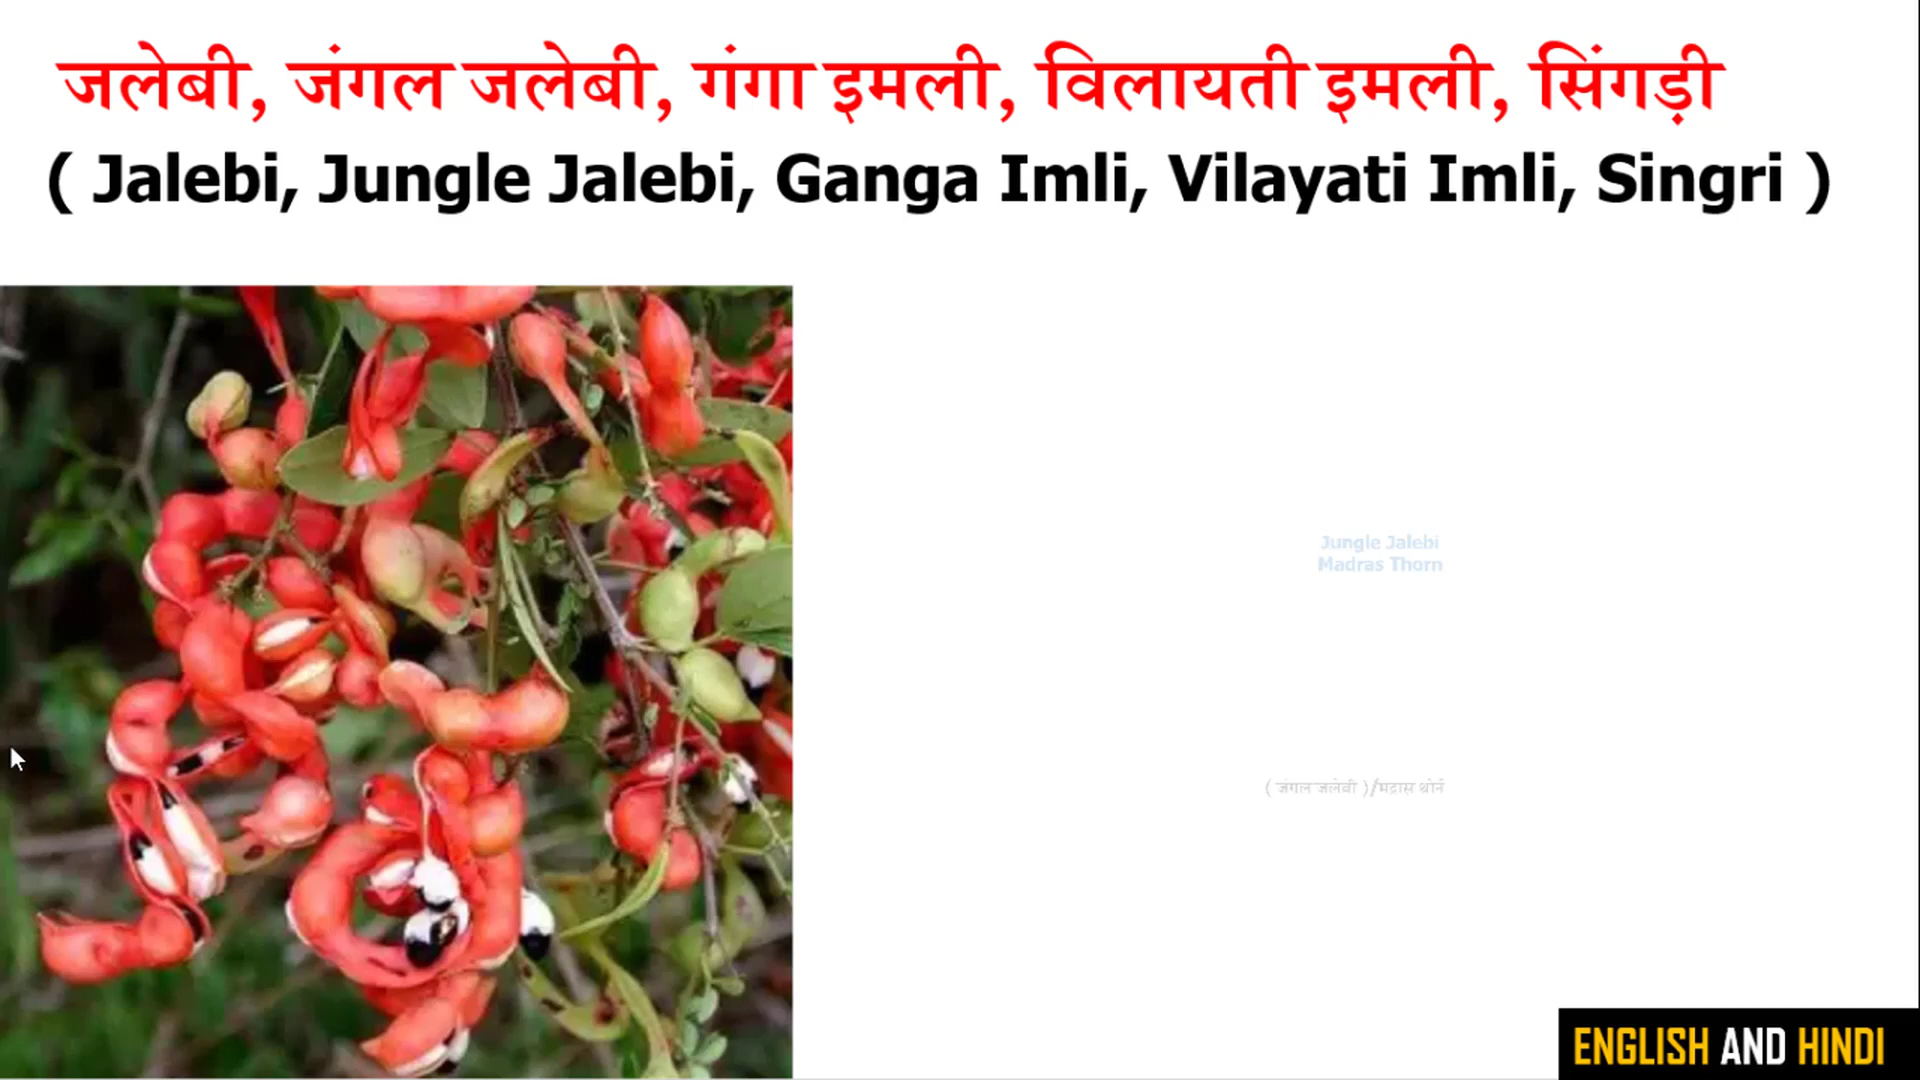 जलेबी, जंगल जलेबी, गंगा इमली, विलायती इमली, सिंगड़ी
( Jalebi, Jungle Jalebi, Ganga Imli, Vilayati Imli, Singri )
Jungle Jalebi
Madras Thorn
( जंगल जलेबी )/मद्रास थोर्न
ENGLISH AND HINDI